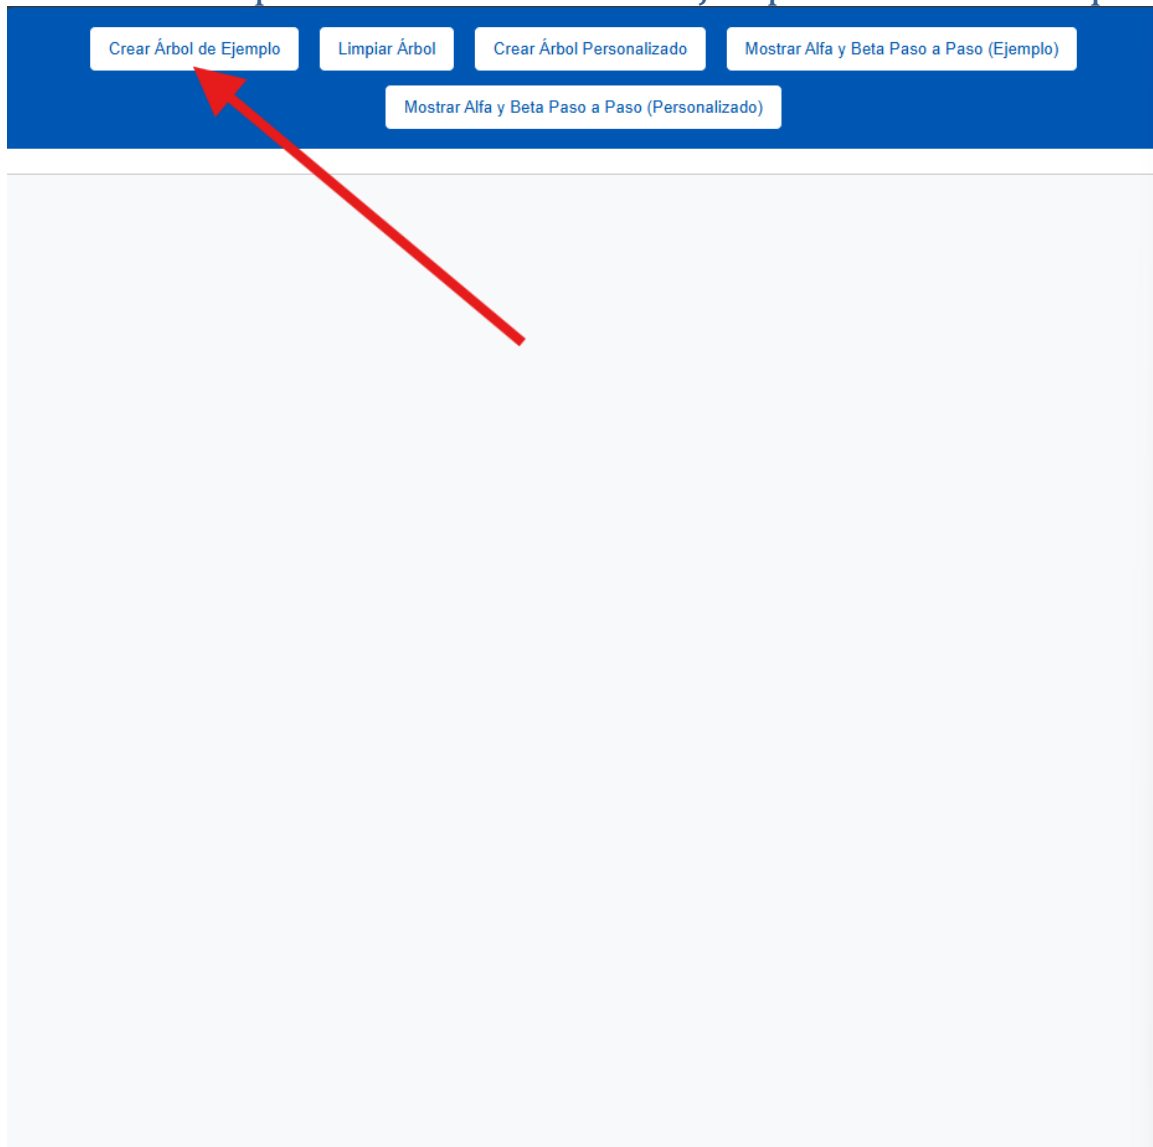 Crear Árbol de Ejemplo Limpiar Árbol Crear Árbol Personalizado Mostrar Alfa y Beta Paso a Paso (Ejemplo)
Mostrar Alfa y Beta Paso a Paso (Personalizado)